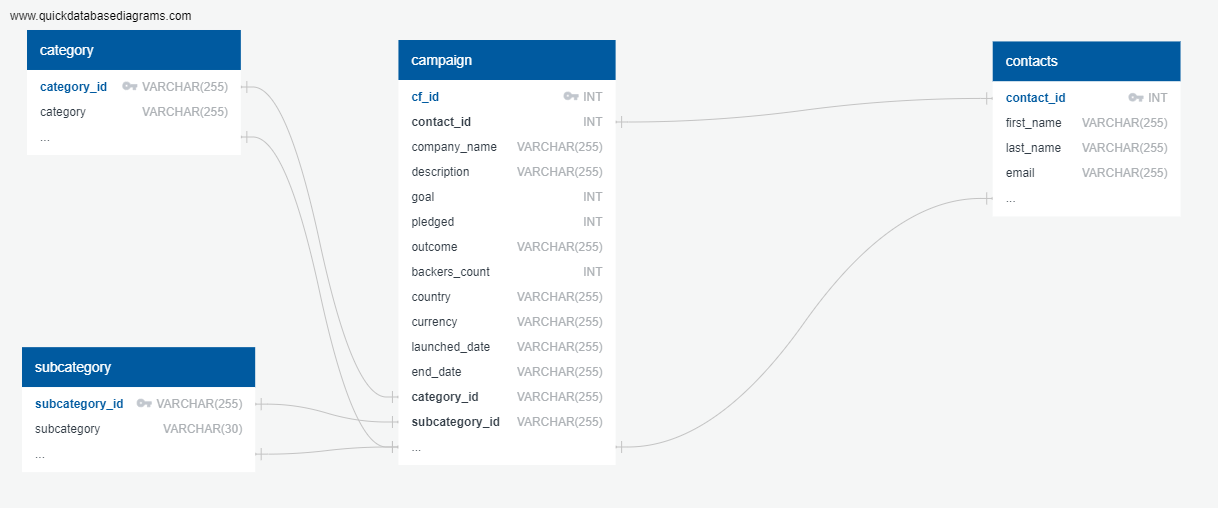 www.quickdatabasediagrams.com
category
category_id VARCHAR(255)
category VARCHAR(255)
...
subcategory
subcategory_id VARCHAR(255)
subcategory VARCHAR(30)
...
campaign
cf_id INT
contact_id INT
company_name VARCHAR(255)
description VARCHAR(255)
goal INT
pledged INT
outcome VARCHAR(255)
backers_count INT
country VARCHAR(255)
currency VARCHAR(255)
launched_date VARCHAR(255)
end_date VARCHAR(255)
category_id VARCHAR(255)
subcategory_id VARCHAR(255)
...
contacts
contact_id INT
first_name VARCHAR(255)
last_name VARCHAR(255)
email VARCHAR(255)
...